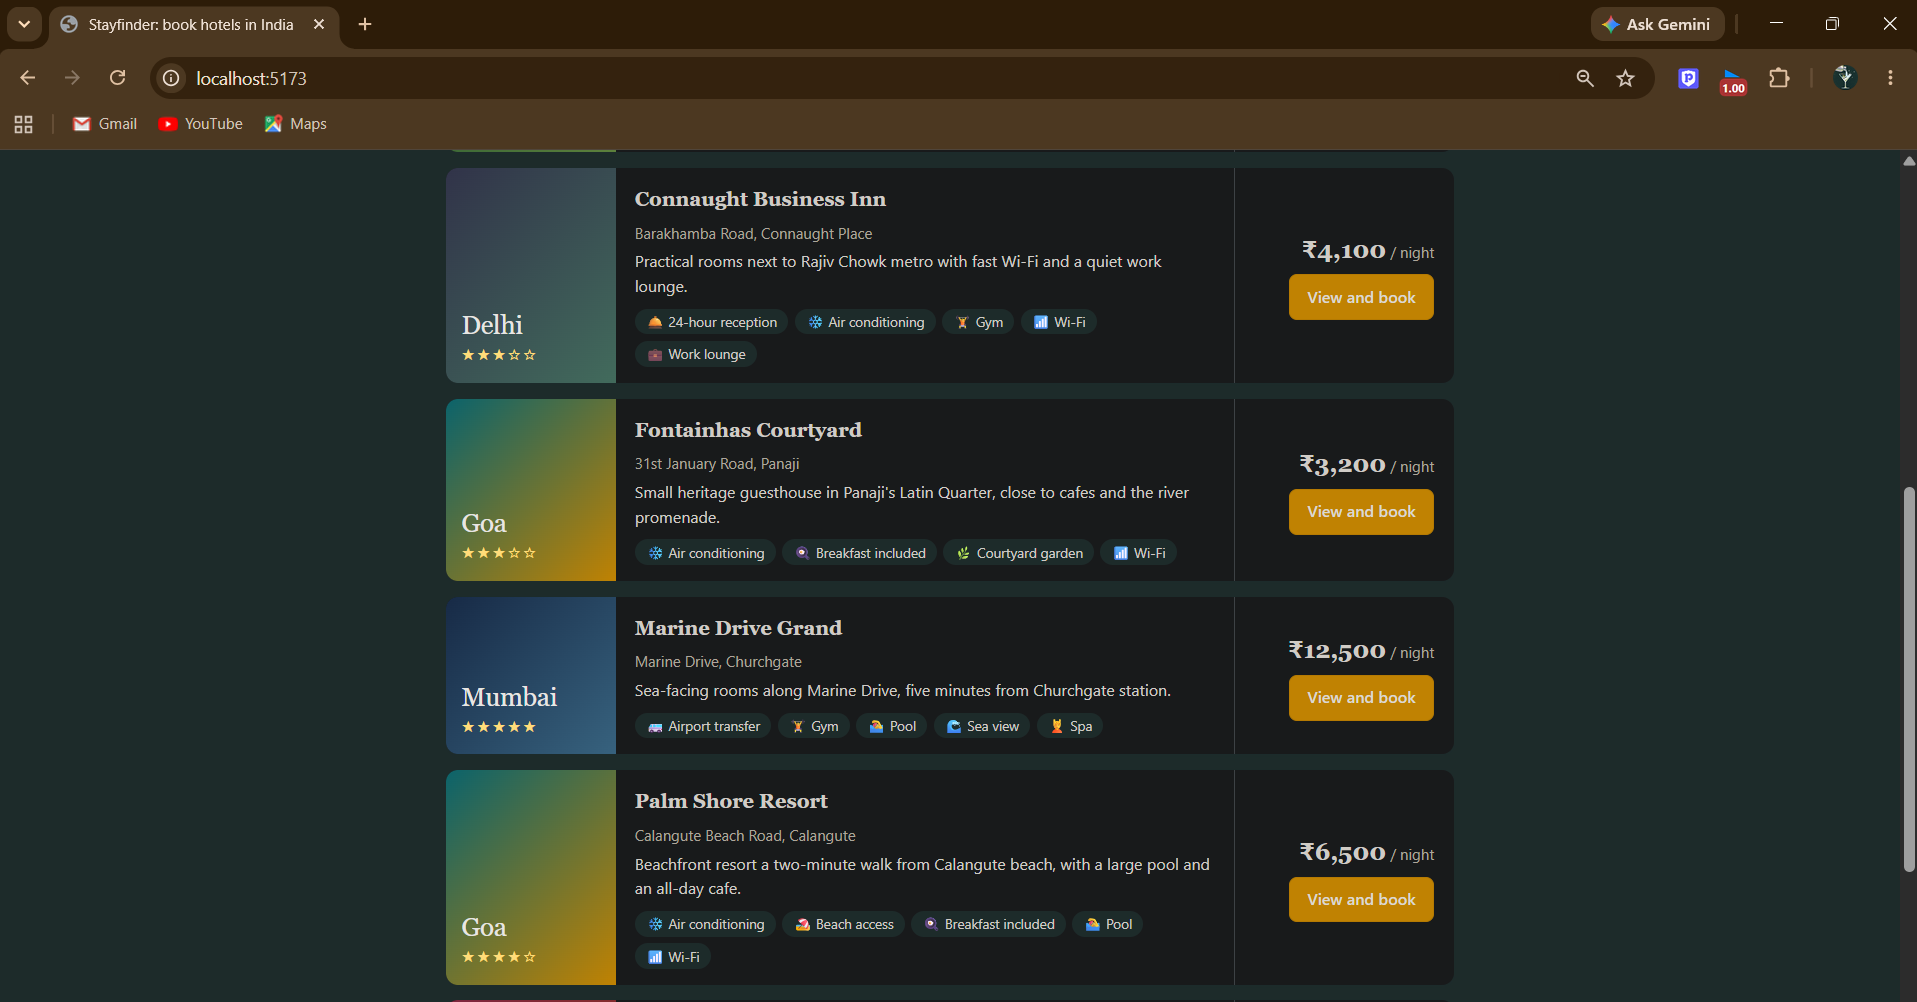 Stayfinder: book hotels in India
Ask Gemini
localhost:5173
1.00
Gmail
YouTube
Maps
Delhi
★★★☆☆
Connaught Business Inn
Barakhamba Road, Connaught Place
Practical rooms next to Rajiv Chowk metro with fast Wi-Fi and a quiet work
lounge.
24-hour reception Air conditioning Gym Wi-Fi
Work lounge
₹4,100 / night
View and book
Goa
★★★☆☆
Fontainhas Courtyard
31st January Road, Panaji
Small heritage guesthouse in Panaji's Latin Quarter, close to cafes and the river
promenade.
Air conditioning Breakfast included Courtyard garden Wi-Fi
₹3,200 / night
View and book
Mumbai
★★★★★
Marine Drive Grand
Marine Drive, Churchgate
Sea-facing rooms along Marine Drive, five minutes from Churchgate station.
Airport transfer Gym Pool Sea view Spa
₹12,500 / night
View and book
Goa
★★★★☆
Palm Shore Resort
Calangute Beach Road, Calangute
Beachfront resort a two-minute walk from Calangute beach, with a large pool and
an all-day cafe.
Air conditioning Beach access Breakfast included Pool
Wi-Fi
₹6,500 / night
View and book